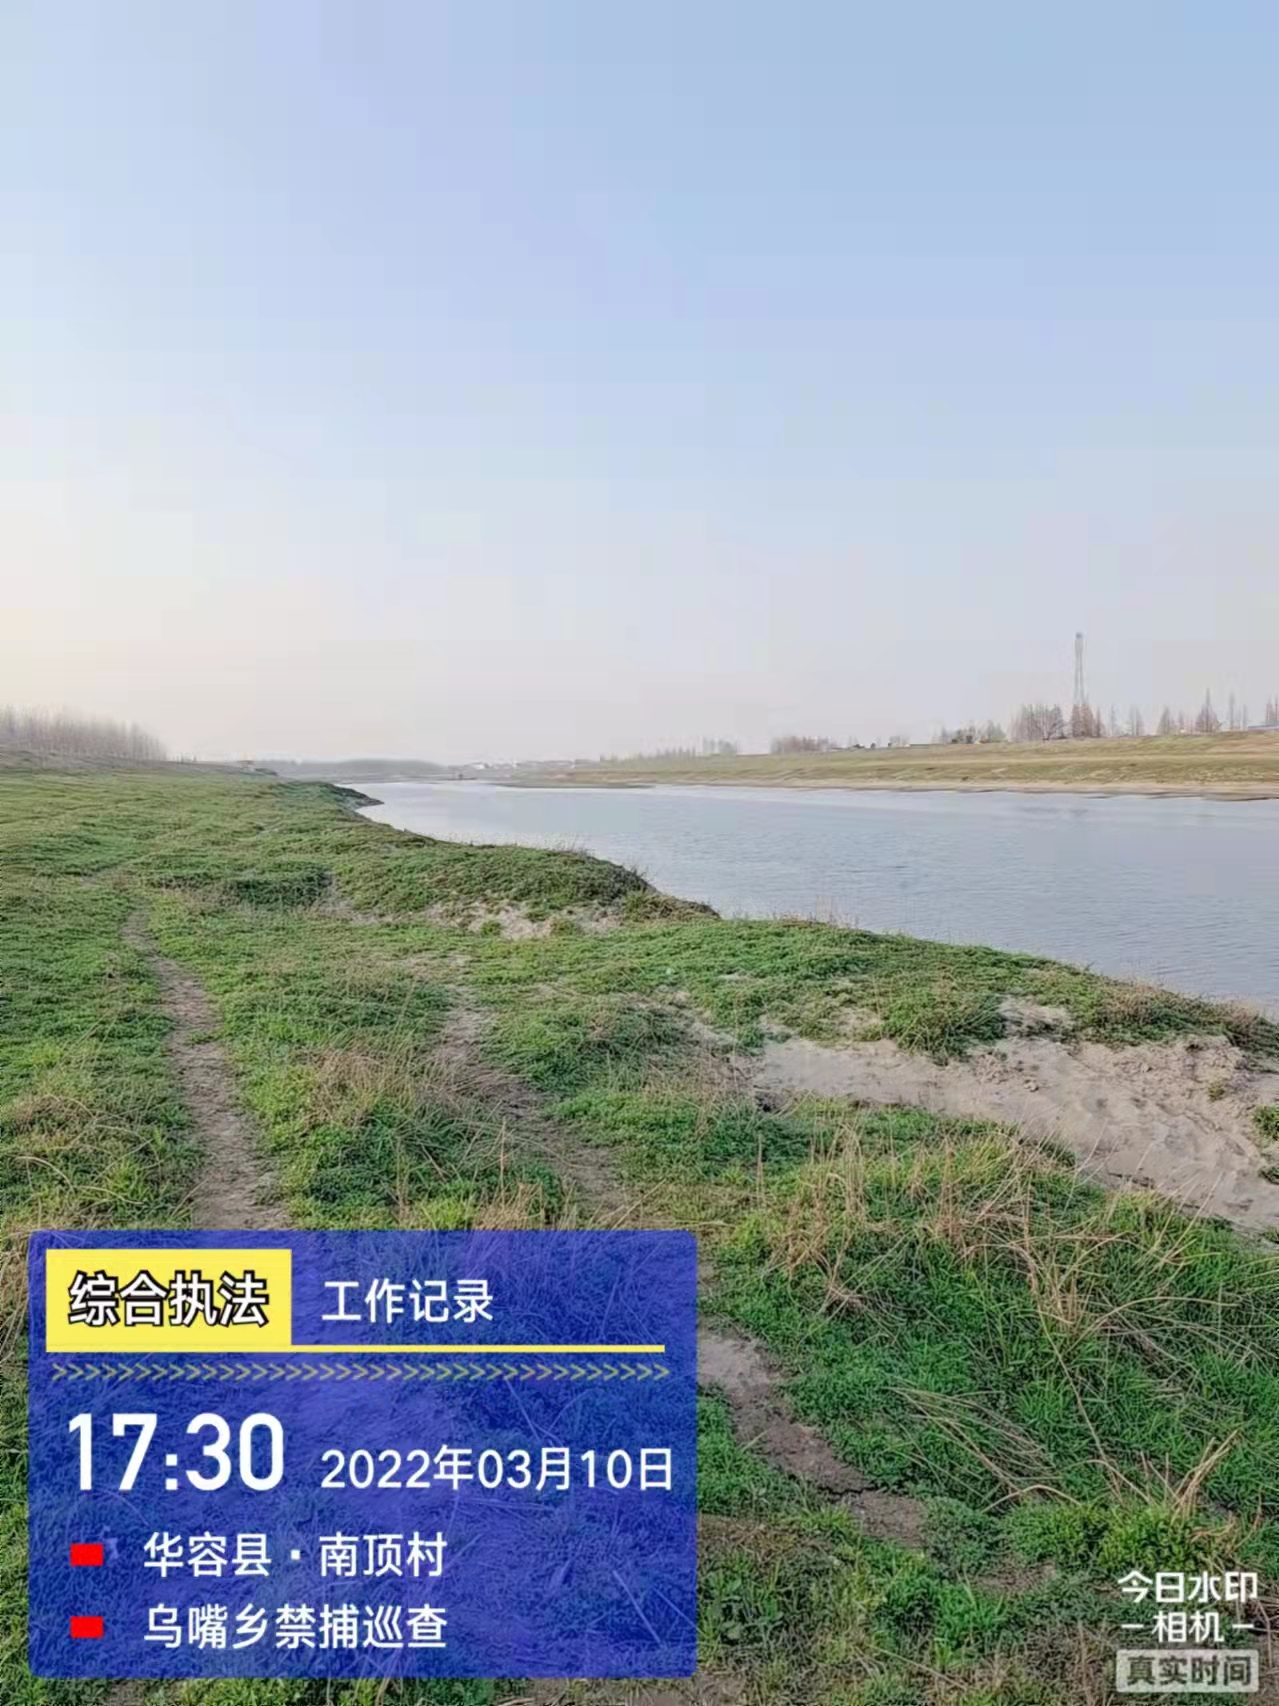 综合执法 工作记录
17:30 2022年03月10日
华容县·南顶村
乌嘴乡禁捕巡查
今日水印
相机
真实时间